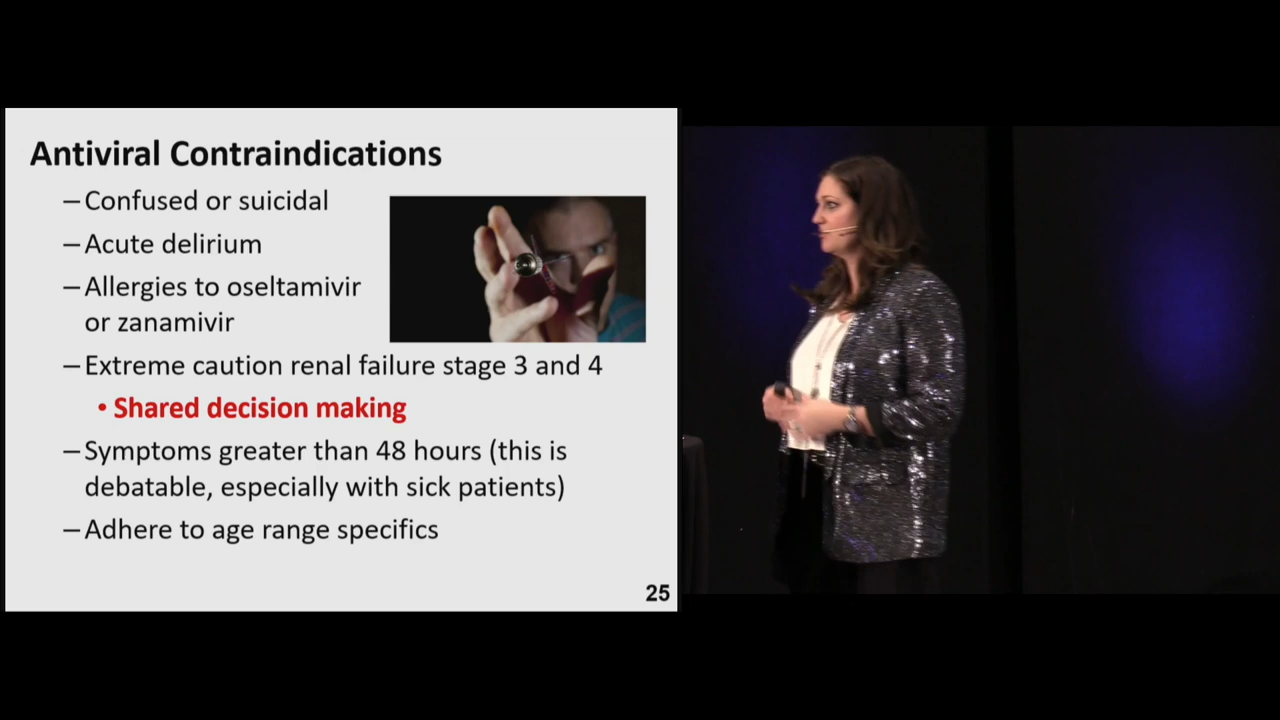 Antiviral Contraindications
– Confused or suicidal
– Acute delirium
– Allergies to oseltamivir
or zanamivir
– Extreme caution renal failure stage 3 and 4
• Shared decision making
– Symptoms greater than 48 hours (this is
debatable, especially with sick patients)
– Adhere to age range specifics
25